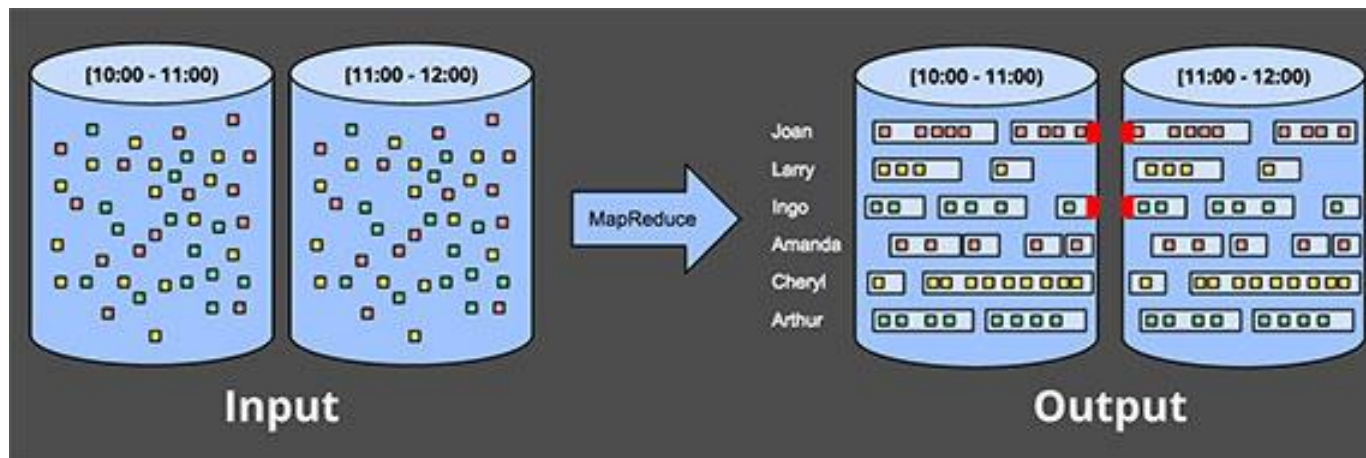 [10:00 - 11:00)
[11:00 - 12:00)
[10:00 - 11:00)
[11:00 - 12:00)
Joan
Larry
Ingo
Amanda
Cheryl
Arthur
MapReduce
Input
Output